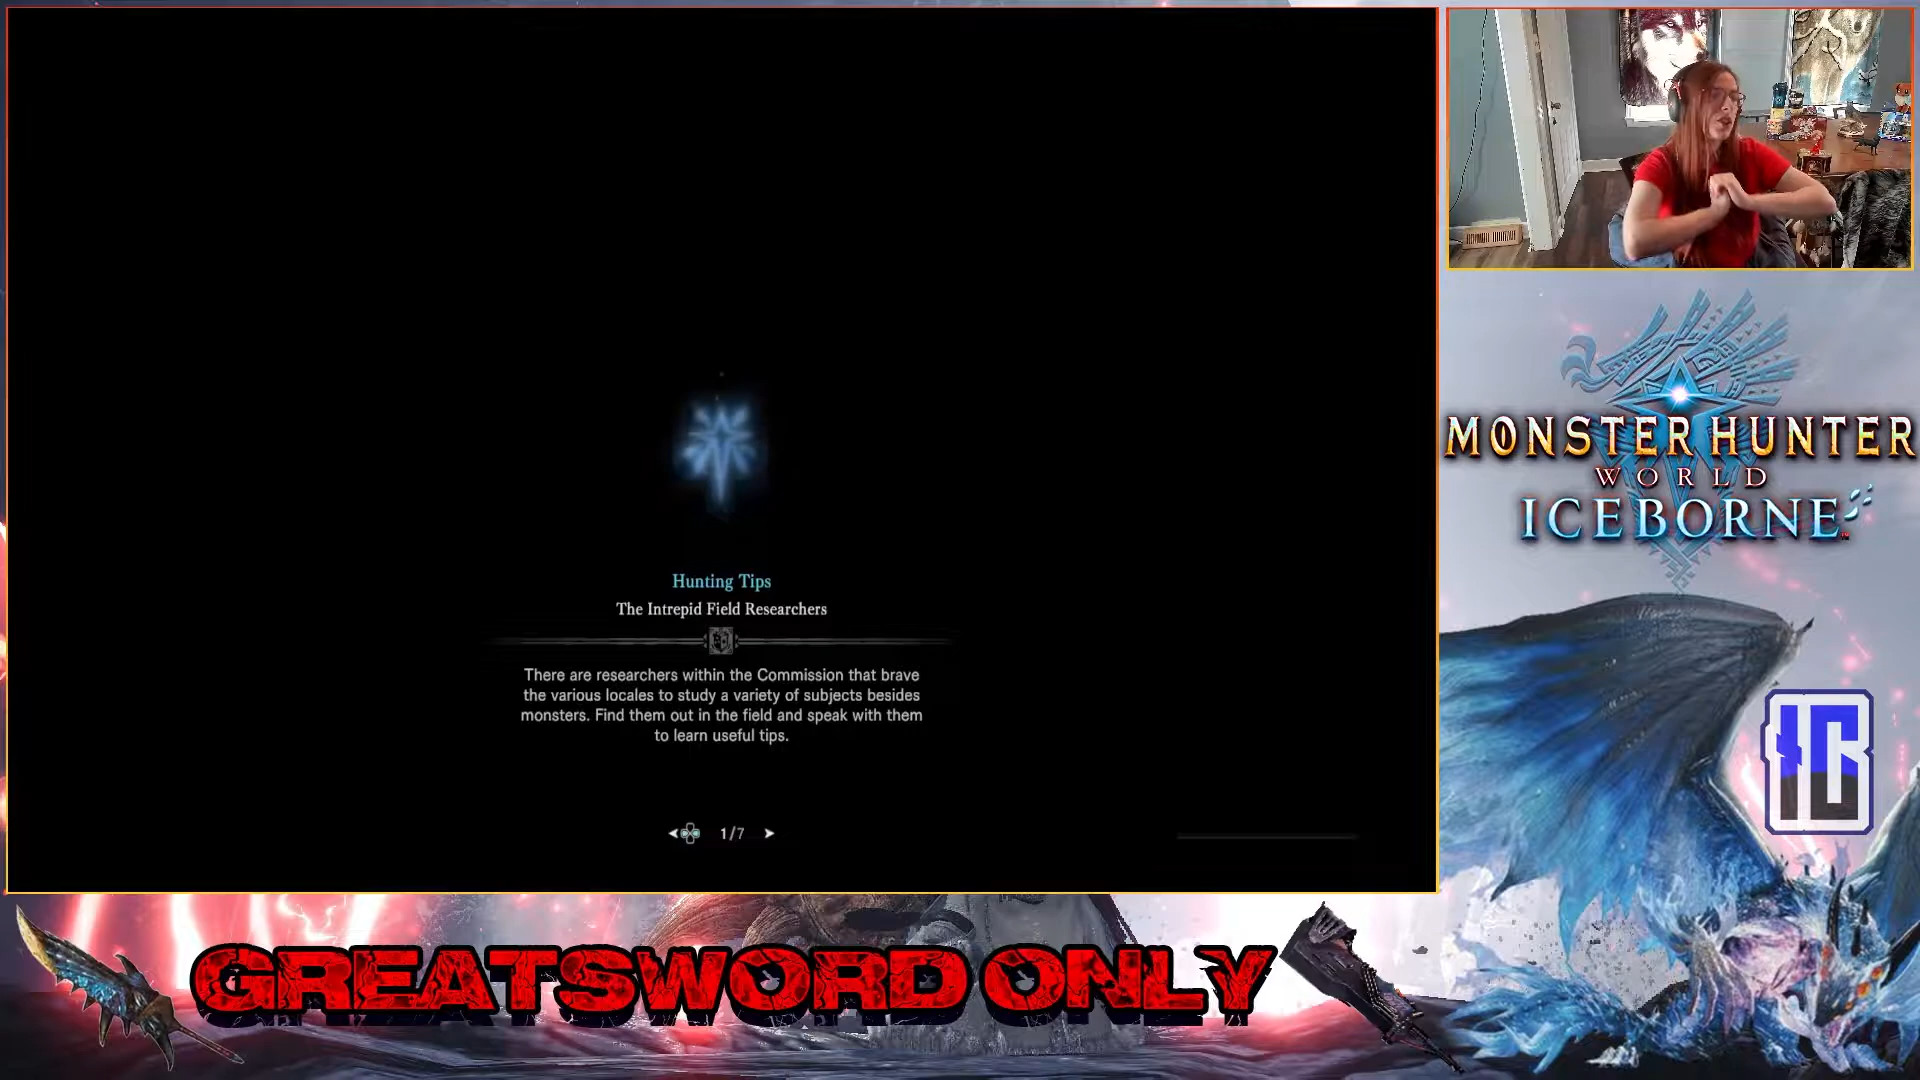 Hunting Tips
The Intrepid Field Researchers
There are researchers within the Commission that brave
the various locales to study a variety of subjects besides
monsters. Find them out in the field and speak with them
to learn useful tips.
1/7
MONSTER HUNTER
WORLD
ICEBORNE
GREATSWORD ONLY